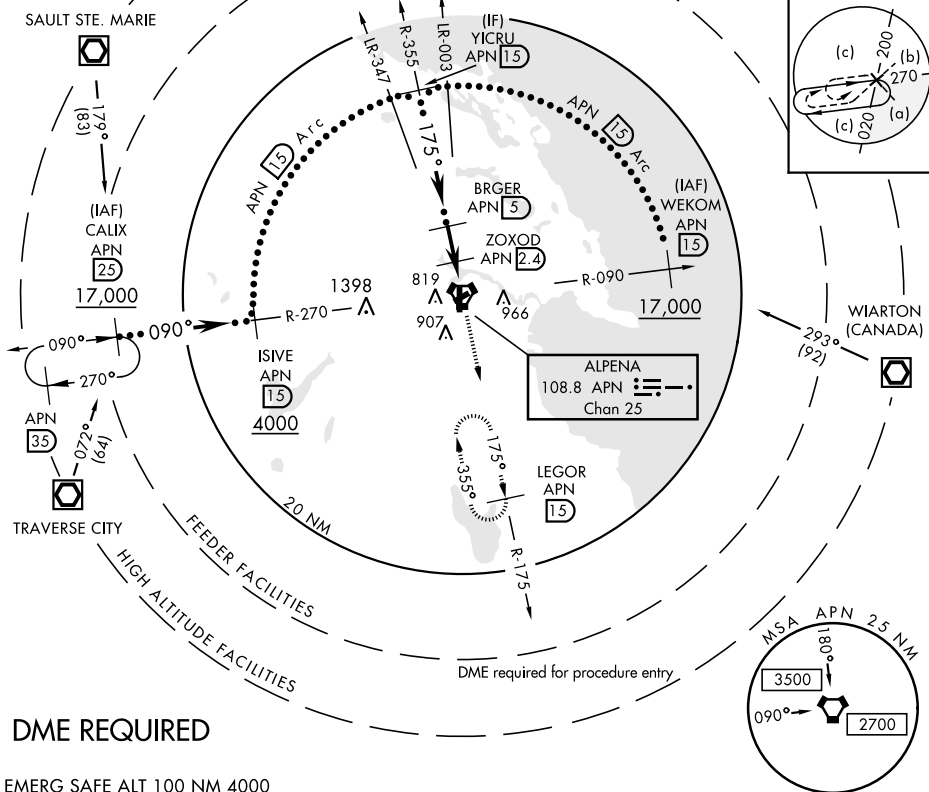 SAULT STE. MARIE
179°
(83)
(IAF)
CALIX
APN
25
17,000
090°
270°
090°
APN
35
072°
(64)
TRAVERSE CITY
LR-347
R-355
LR-003
(IF)
YICRU
APN 15
APN 15 Arc
APN 15 Arc
175°
BRGER
APN 5
ZOXOD
APN 2.4
(IAF)
WEKOM
APN
15
R-090
17,000
1398
819
907
966
R-270
ISIVE
APN
15
4000
ALPENA
108.8 APN
Chan 25
WIARTON
(CANADA)
293°
(92)
175°
355°
LEGOR
APN
15
R-175
20 NM
FEEDER FACILITIES
HIGH ALTITUDE FACILITIES
DME required for procedure entry
(c)
200
(b)
270
(a)
(c)
020
MSA APN 25 NM
180°
3500
090°
2700
DME REQUIRED
EMERG SAFE ALT 100 NM 4000